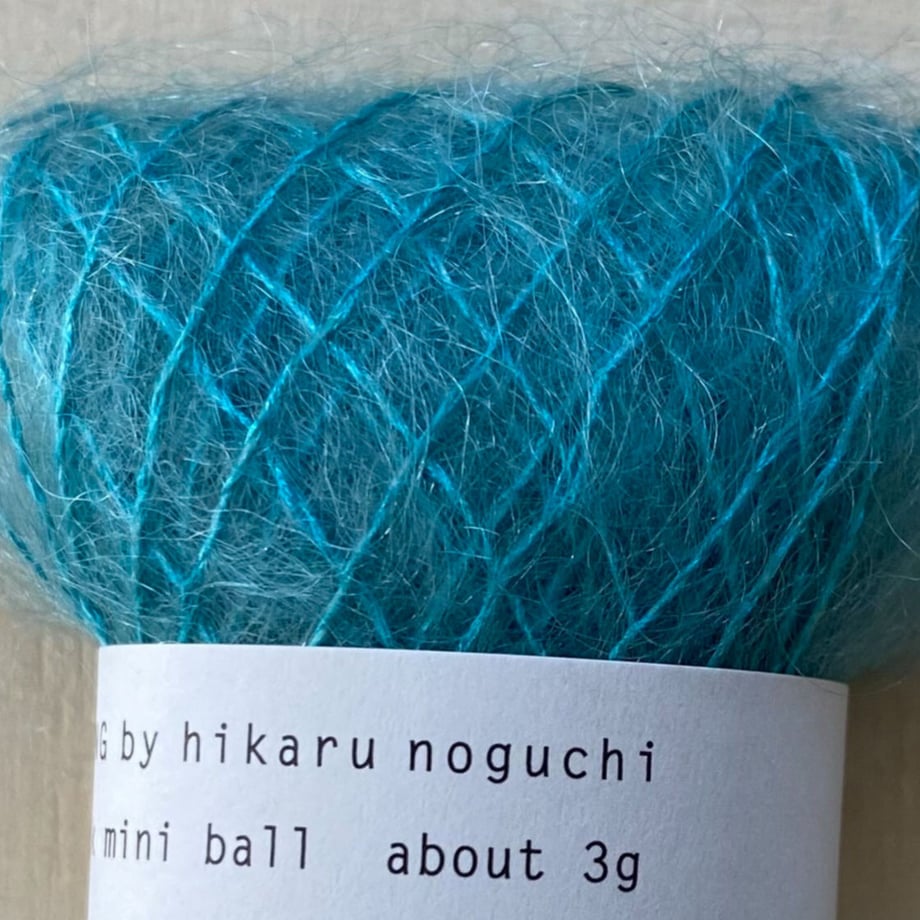 by hikaru noguchi
mini ball about 3g